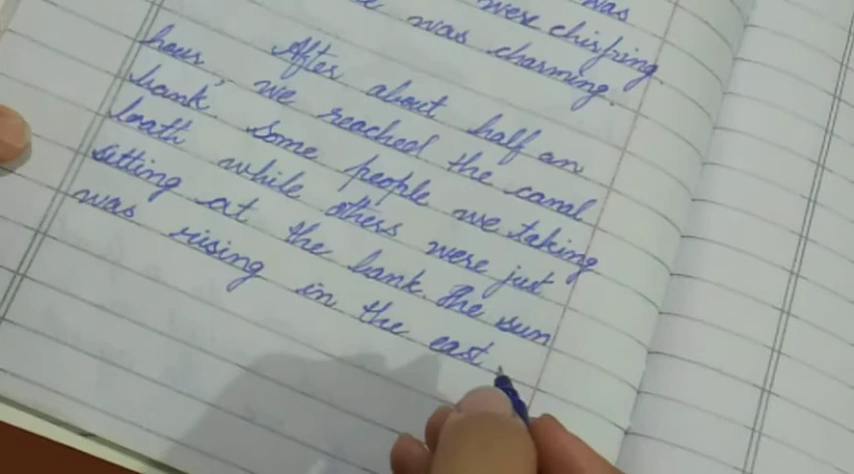 was
were chirping
was charming.
After about half an
hour, we reached the canal
bank. Some people we taking
bath while others were just
sitting at the bank. The sun
was rising in the east